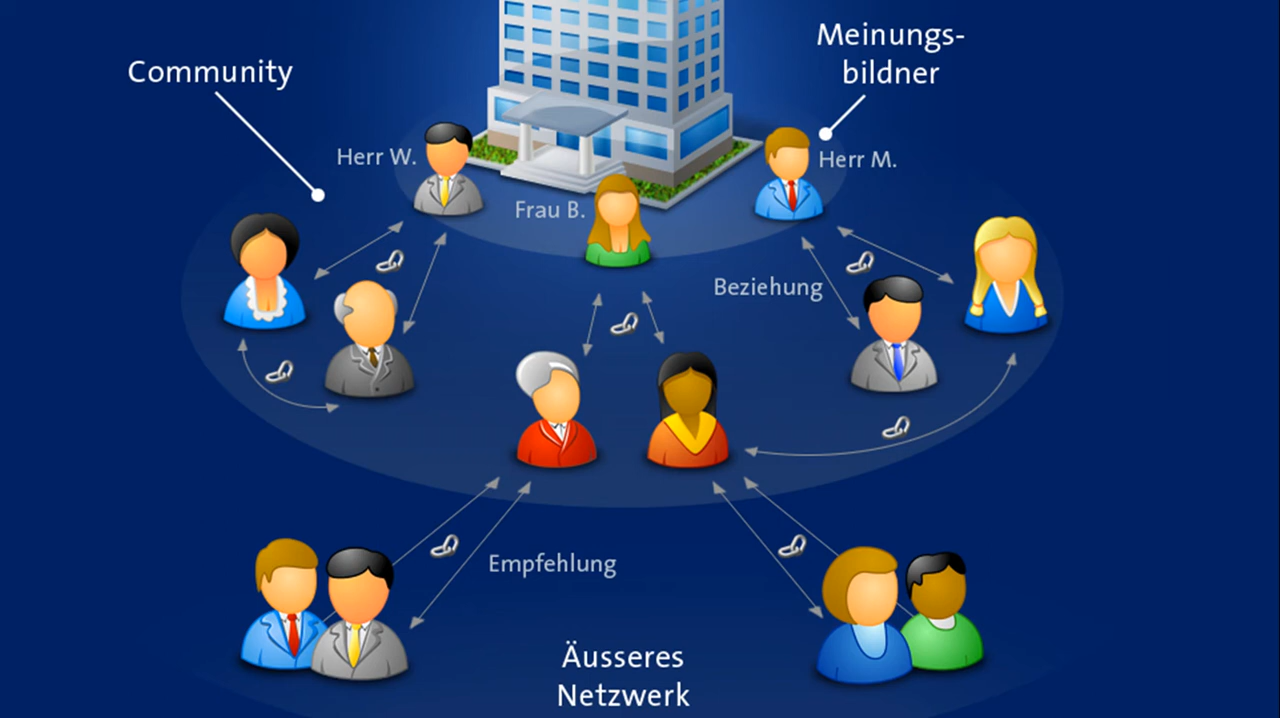 Community
Meinungs-
bildner
Herr W.
Herr M.
Frau B.
Beziehung
Empfehlung
Äusseres
Netzwerk